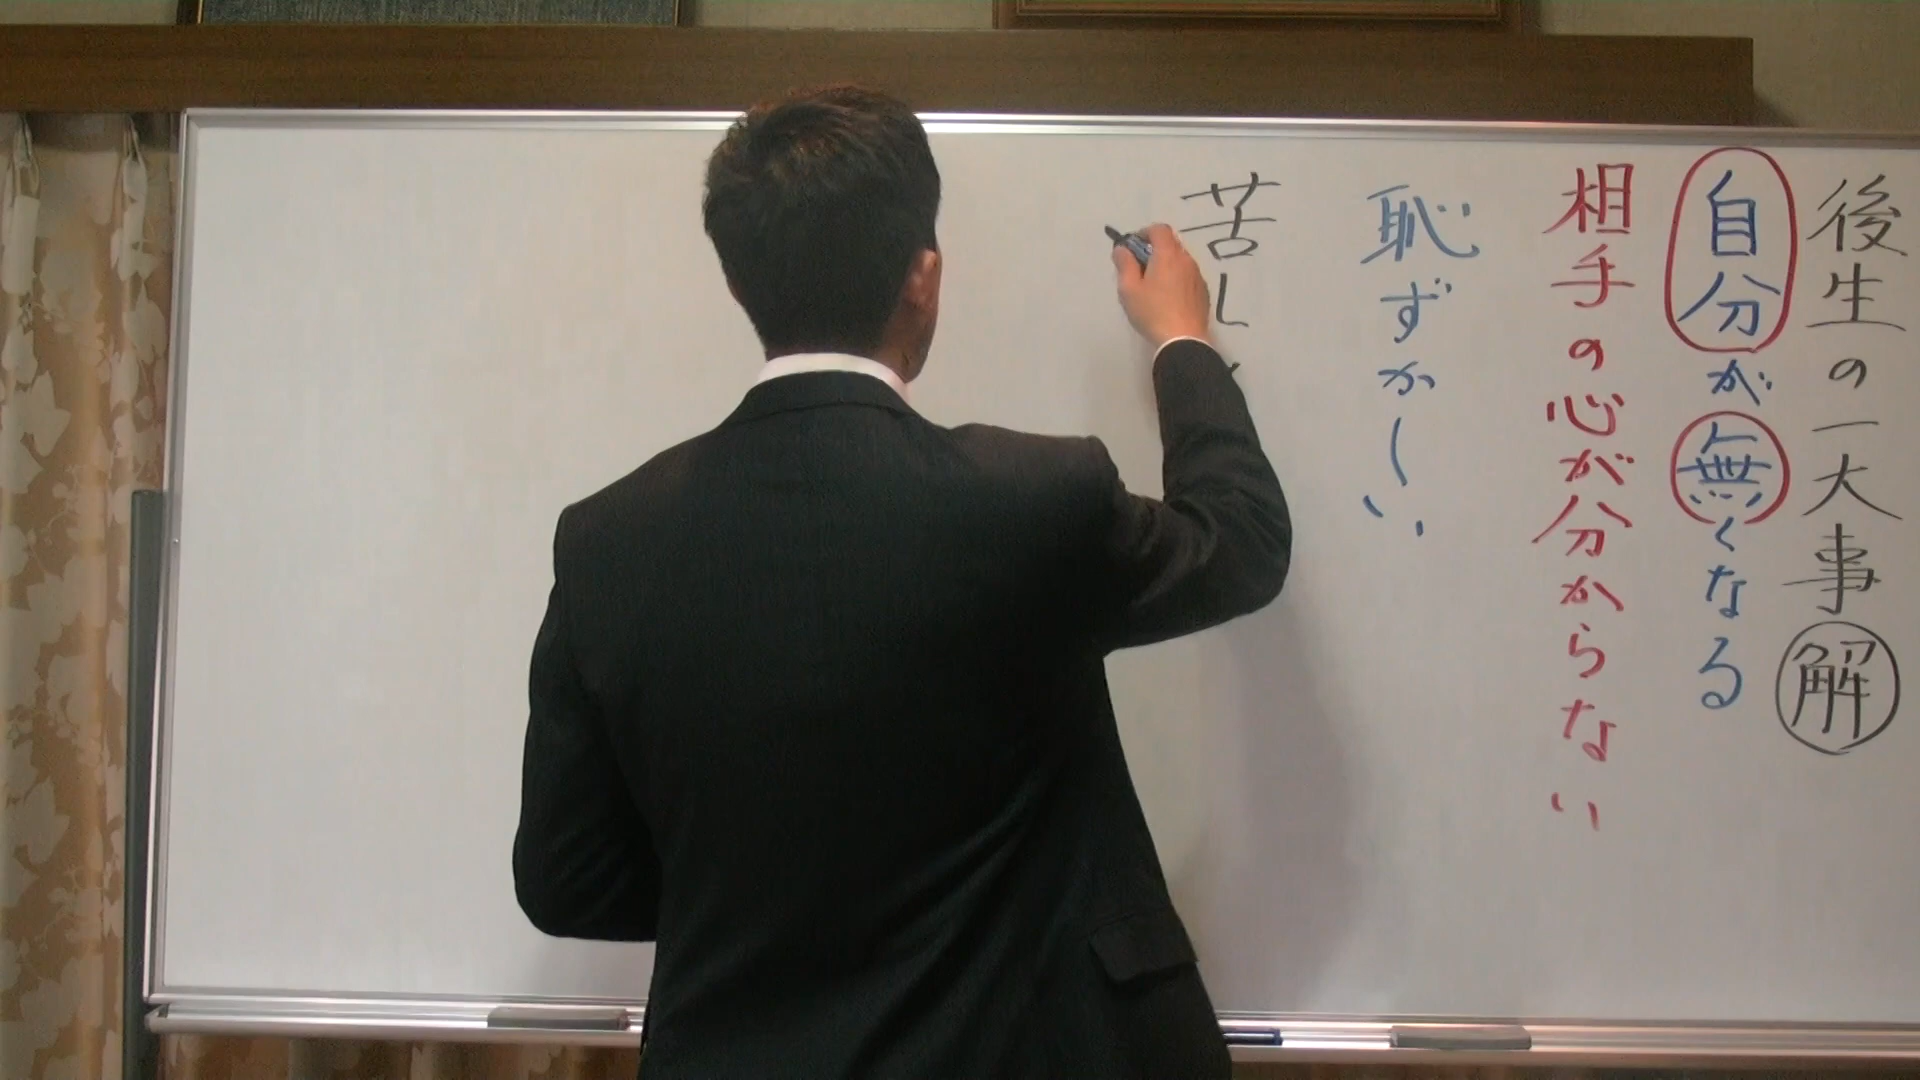 後生の一大事解
自分が無くなる
相手の心が分からない
恥ずかしい
苦し